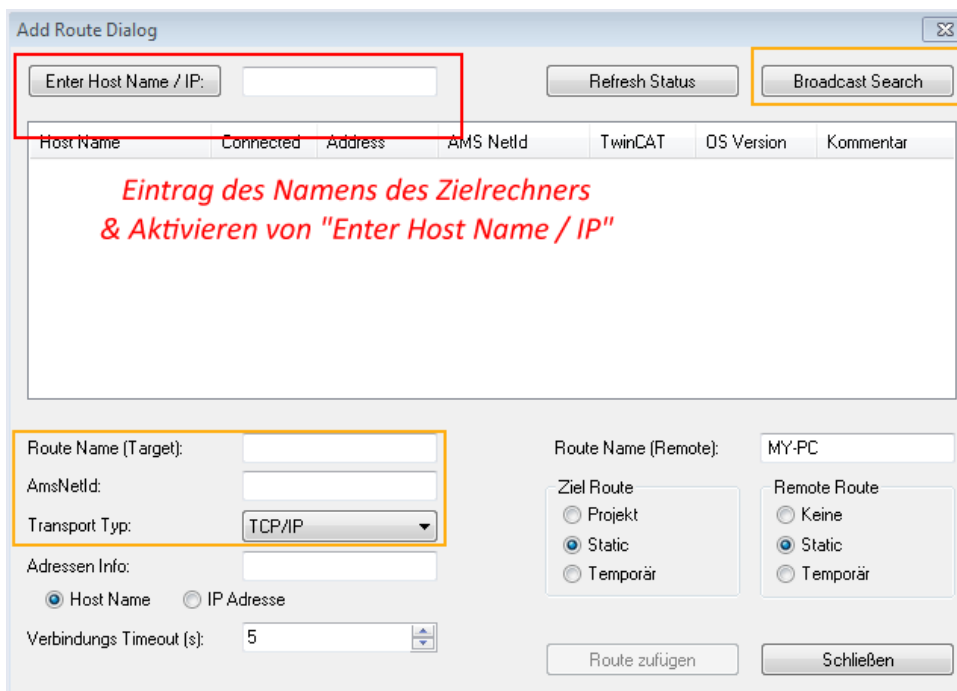 Add Route Dialog
Enter Host Name / IP: Refresh Status Broadcast Search
Host Name Connected Address AMS NetId TwinCAT OS Version Kommentar
Eintrag des Namens des Zielrechners
& Aktivieren von "Enter Host Name / IP"
Route Name (Target): Route Name (Remote): MY-PC
AmsNetId: Ziel Route Remote Route
Projekt Keine
Transport Typ: TCP/IP Static Static
Adressen Info: Temporär Temporär
Host Name IP Adresse
Verbindungs Timeout (s): 5
Route zufügen Schließen